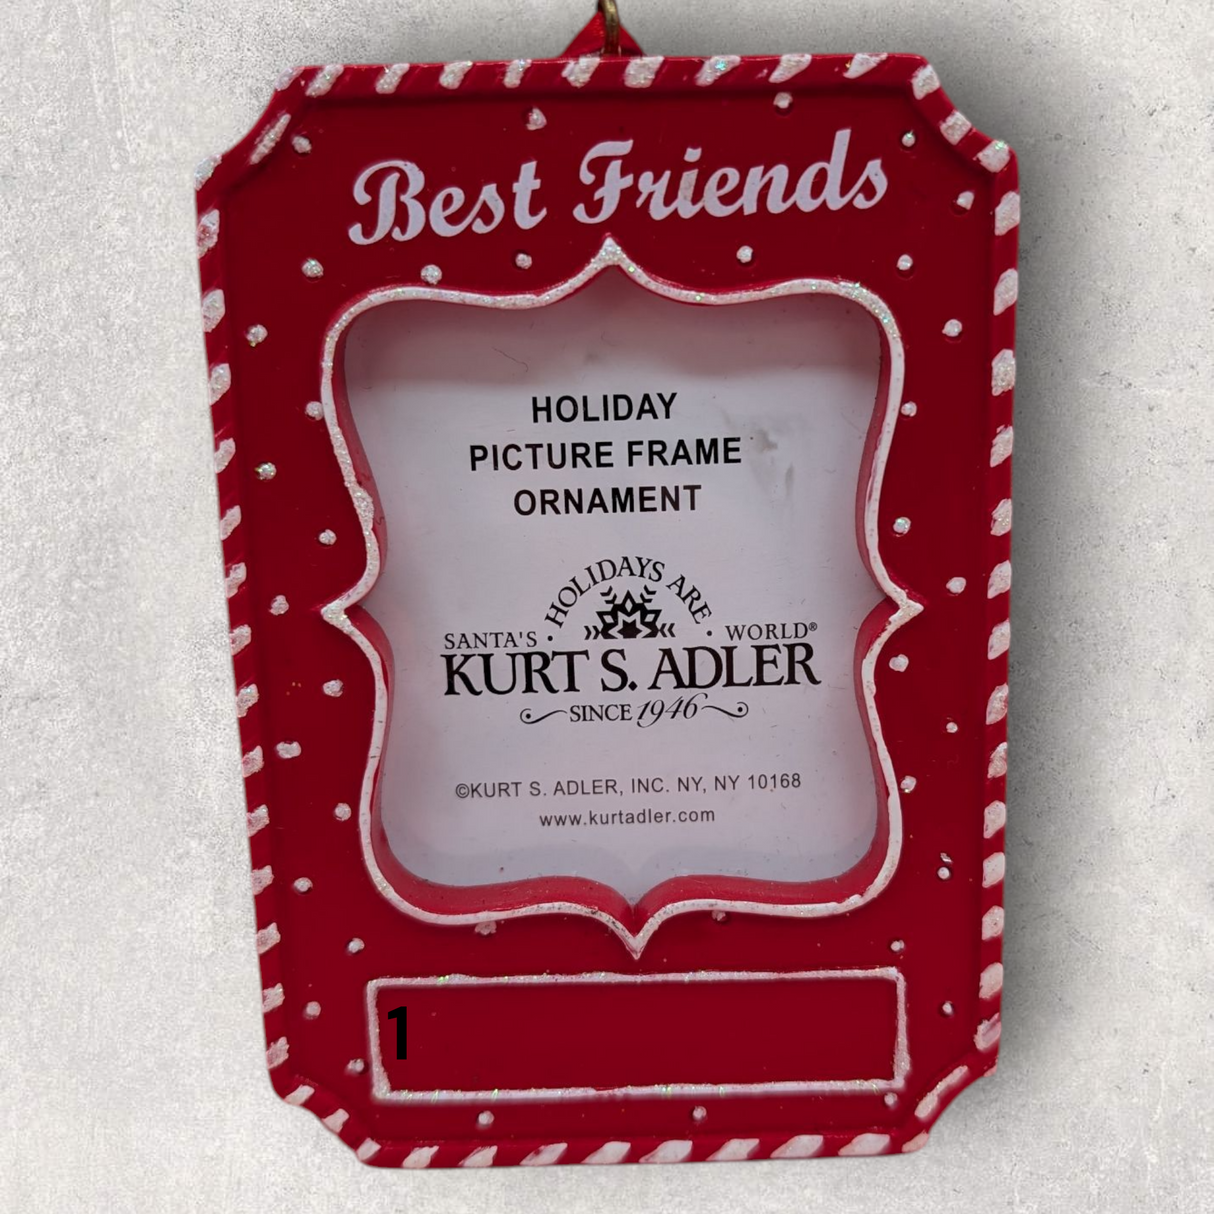 Best Friends
HOLIDAY
PICTURE FRAME
ORNAMENT
HOLIDAYS ARE
SANTA'S · · WORLD®
KURT S. ADLER
SINCE 1946
©KURT S. ADLER, INC. NY, NY 10168
www.kurtadler.com
1